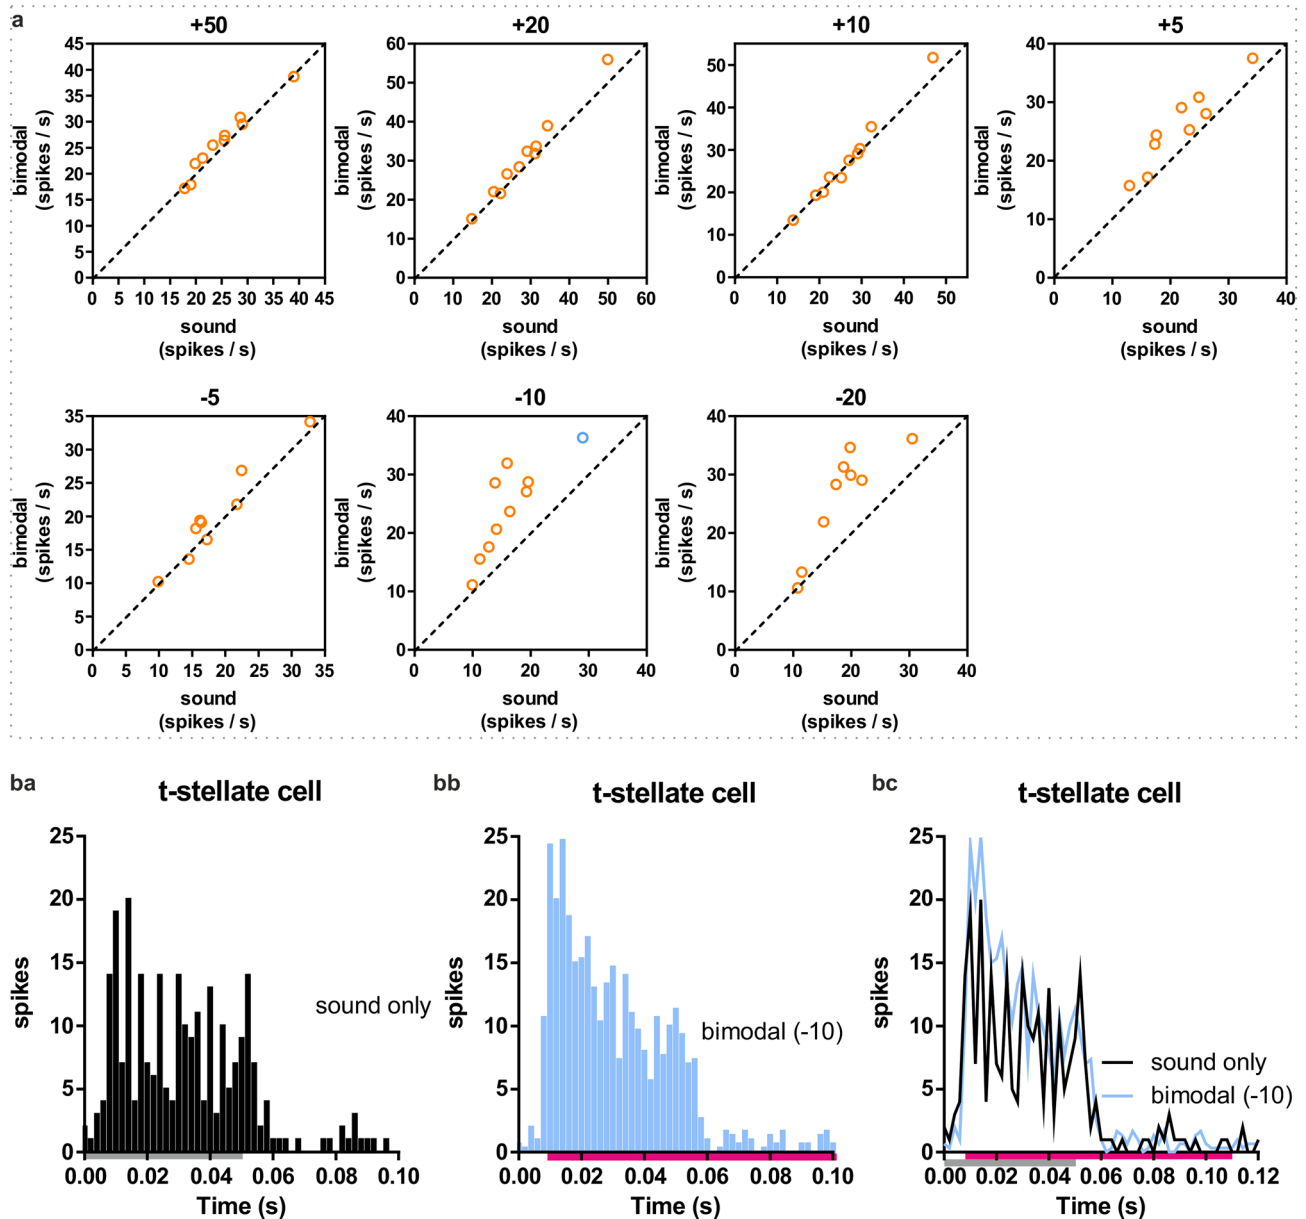 a
+50
+20
+10
+5
45
40
35
30
25
20
15
10
5
0
bimodal
(spikes / s)
0 5 10 15 20 25 30 35 40 45
sound
(spikes / s)
60
50
40
30
20
10
0
bimodal
(spikes / s)
0 10 20 30 40 50 60
sound
(spikes / s)
50
40
30
20
10
0
bimodal
(spikes / s)
0 10 20 30 40 50
sound
(spikes / s)
40
30
20
10
0
bimodal
(spikes / s)
0 10 20 30 40
sound
(spikes / s)
-5
-10
-20
35
30
25
20
15
10
5
0
bimodal
(spikes / s)
0 5 10 15 20 25 30 35
sound
(spikes / s)
40
30
20
10
0
bimodal
(spikes / s)
0 10 20 30 40
sound
(spikes / s)
40
30
20
10
0
bimodal
(spikes / s)
0 10 20 30 40
sound
(spikes / s)
ba
t-stellate cell
25
20
15
10
5
0
spikes
sound only
0.00 0.02 0.04 0.06 0.08 0.10
Time (s)
bb
t-stellate cell
25
20
15
10
5
0
spikes
bimodal (-10)
0.00 0.02 0.04 0.06 0.08 0.10
Time (s)
bc
t-stellate cell
25
20
15
10
5
0
spikes
sound only
bimodal (-10)
0.00 0.02 0.04 0.06 0.08 0.10 0.12
Time (s)